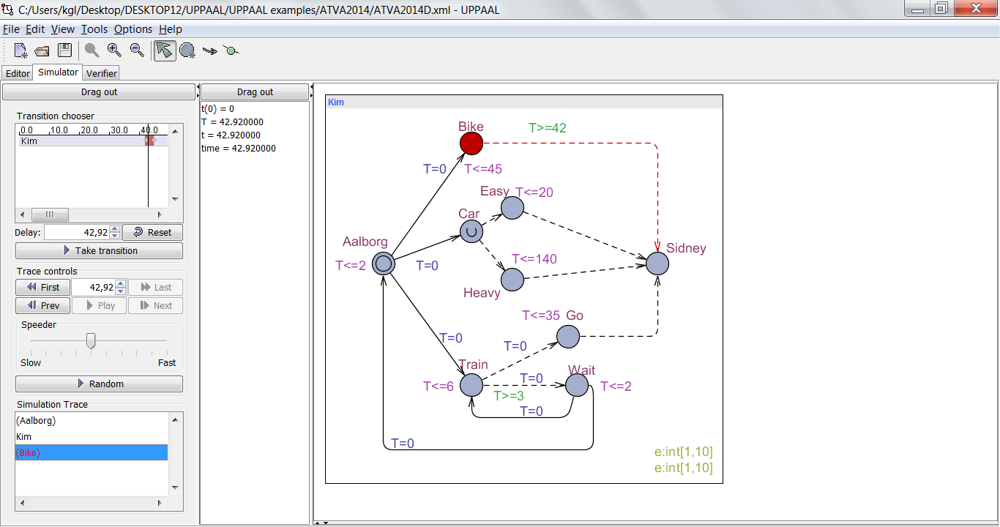 C:/Users/kgl/Desktop/DESKTOP12/UPPAAL/UPPAAL examples/ATVA2014/ATVA2014D.xml - UPPAAL
File Edit View Tools Options Help
Editor Simulator Verifier
Drag out
Transition chooser
.0.0 10.0 20.0 30.0 40.0
Kim
Delay: 42,92 Reset
Take transition
Trace controls
First 42,92 Last
Prev Play Next
Speeder
Slow Fast
Random
Simulation Trace
(Aalborg)
Kim
(Bike)
Drag out
t(0) = 0
T = 42.920000
t = 42.920000
time = 42.920000
Kim
Bike T>=42
T=0 T<=45
Easy T<=20
Car
Aalborg Sidney
T<=2 T=0 T<=140
Heavy
T<=35 Go
T=0 T=0
Train Wait
T<=6 T=0 T<=2
T>=3
T=0
T=0
e:int[1,10]
e:int[1,10]